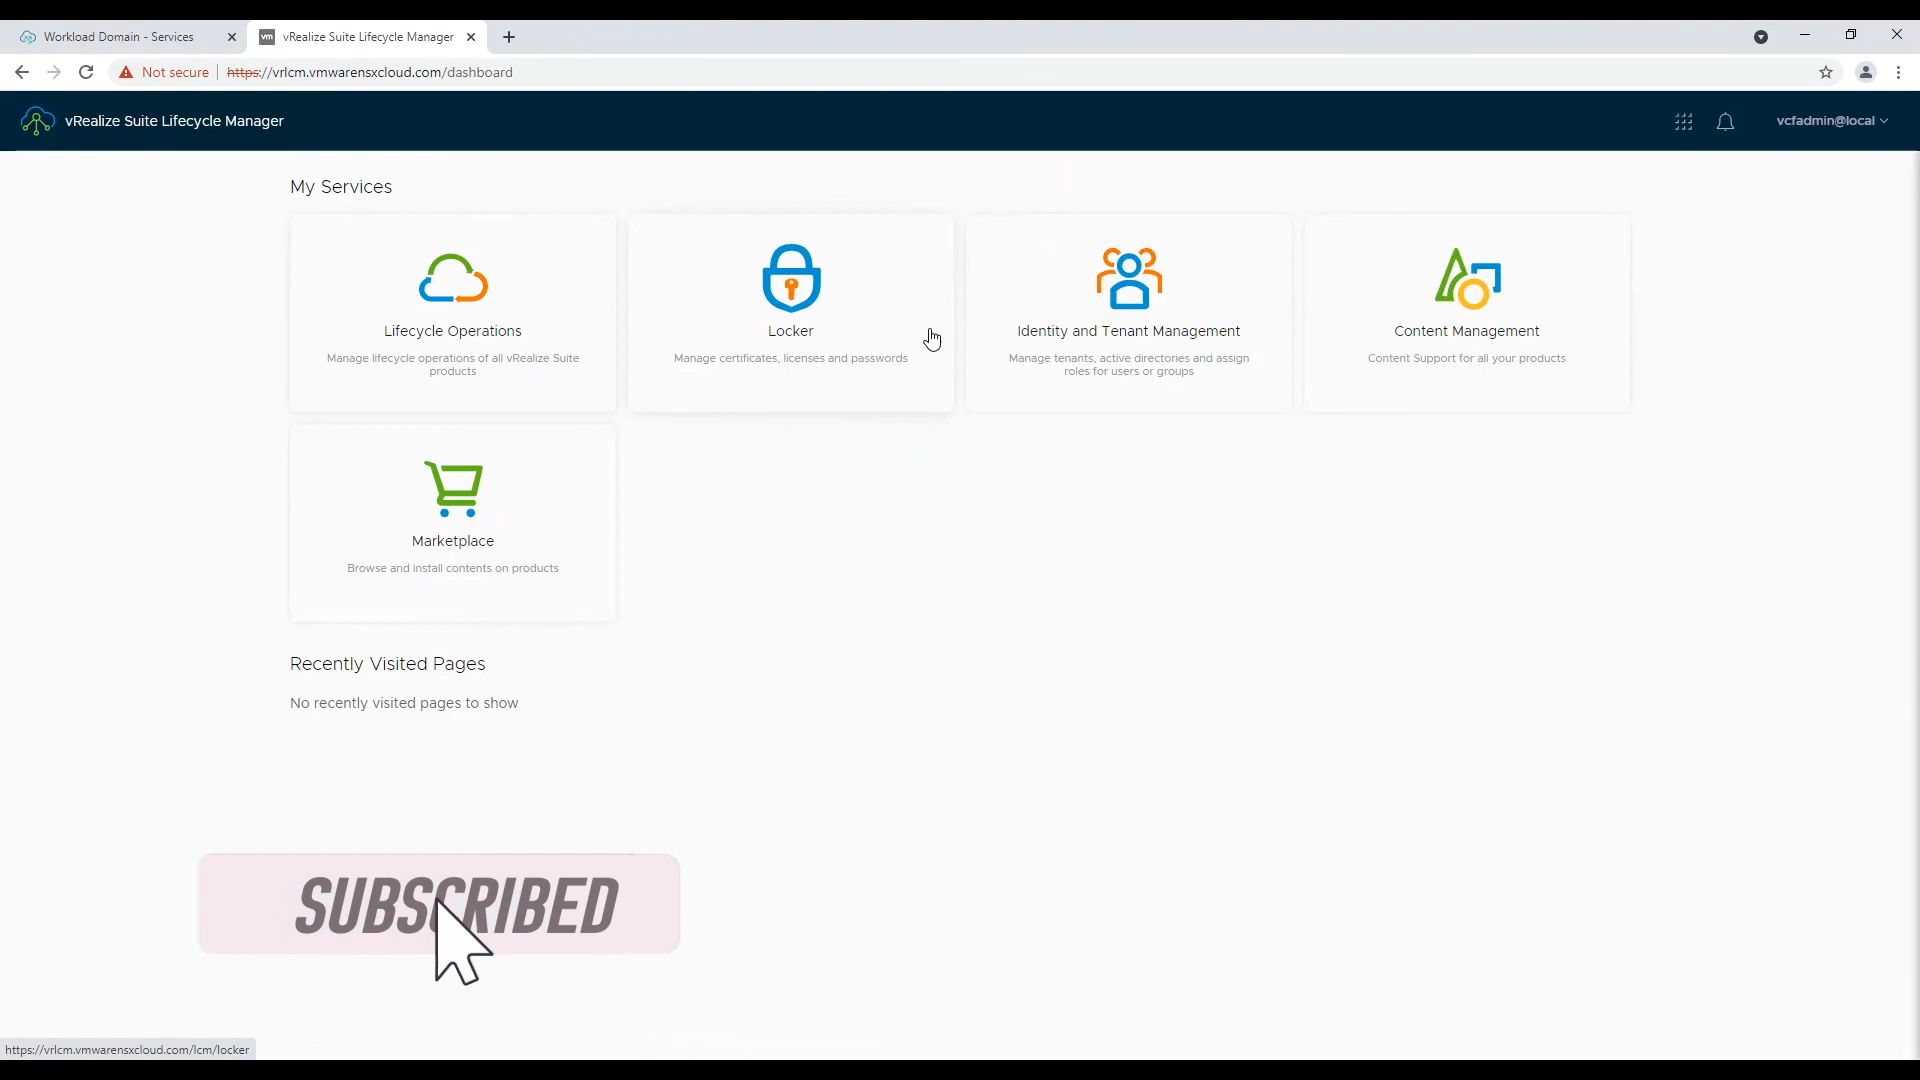 Workload Domain - Services
vm vRealize Suite Lifecycle Manager
Not secure https://vrlcm.vmwarensxcloud.com/dashboard
vRealize Suite Lifecycle Manager
vcfadmin@local
My Services
Lifecycle Operations
Manage lifecycle operations of all vRealize Suite
products
Locker
Manage certificates, licenses and passwords
Identity and Tenant Management
Manage tenants, active directories and assign
roles for users or groups
Content Management
Content Support for all your products
Marketplace
Browse and install contents on products
Recently Visited Pages
No recently visited pages to show
SUBSCRIBED
https://vrlcm.vmwarensxcloud.com/lcm/locker